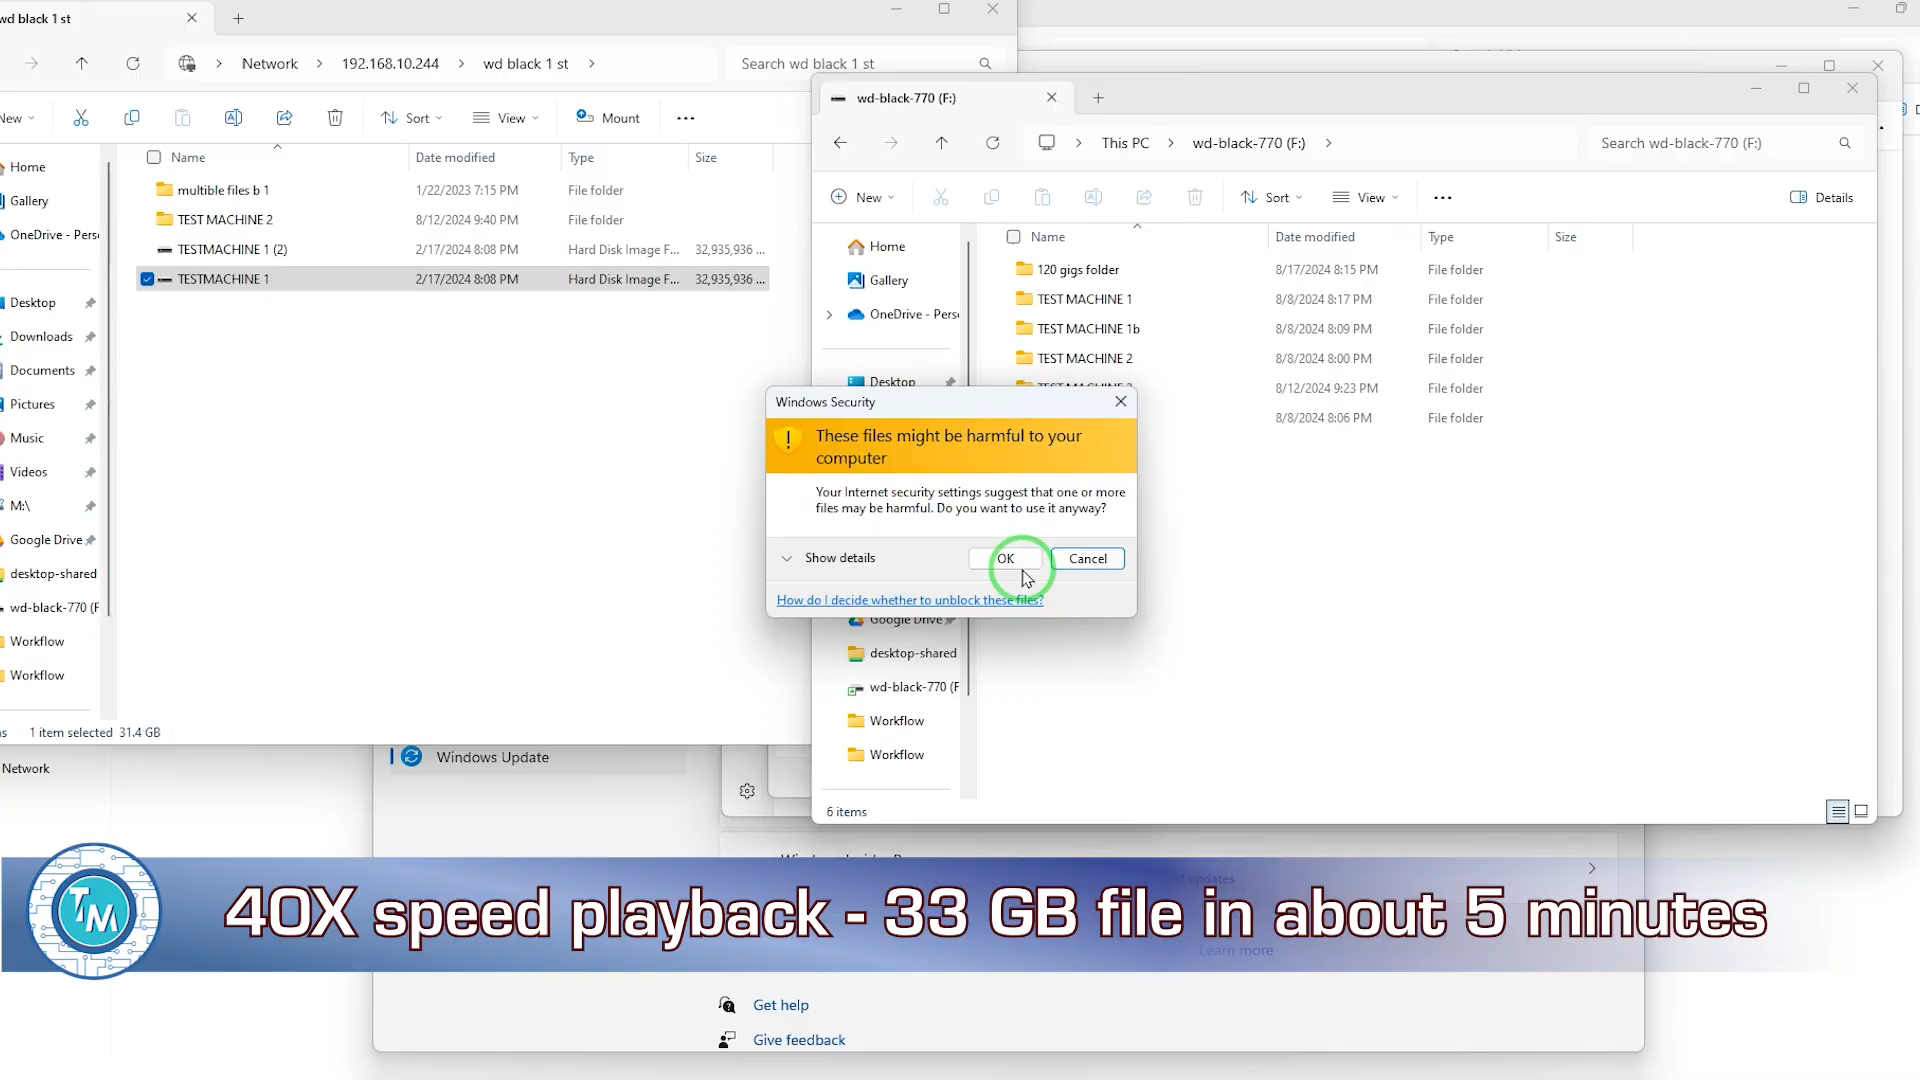 wd black 1 st
Network
192.168.10.244
wd black 1 st
Search wd black 1 st
New
Sort
View
Mount
Name
Date modified
Type
Size
Home
Gallery
OneDrive - Pers
Desktop
Downloads
Documents
Pictures
Music
Videos
M:\
Google Drive
desktop-shared
wd-black-770 (F
Workflow
Workflow
multible files b 1
1/22/2023 7:15 PM
File folder
TEST MACHINE 2
8/12/2024 9:40 PM
File folder
TESTMACHINE 1 (2)
2/17/2024 8:08 PM
Hard Disk Image F...
32,935,936 ...
TESTMACHINE 1
2/17/2024 8:08 PM
Hard Disk Image F...
32,935,936 ...
1 item selected 31.4 GB
Network
Windows Update
wd-black-770 (F:)
This PC
wd-black-770 (F:)
Search wd-black-770 (F:)
New
Sort
View
Details
Name
Date modified
Type
Size
Home
Gallery
OneDrive - Pers
Desktop
Google Drive
desktop-shared
wd-black-770 (F
Workflow
Workflow
120 gigs folder
8/17/2024 8:15 PM
File folder
TEST MACHINE 1
8/8/2024 8:17 PM
File folder
TEST MACHINE 1b
8/8/2024 8:09 PM
File folder
TEST MACHINE 2
8/8/2024 8:00 PM
File folder
8/12/2024 9:23 PM
File folder
8/8/2024 8:06 PM
File folder
6 items
Windows Security
These files might be harmful to your
computer
Your Internet security settings suggest that one or more
files may be harmful. Do you want to use it anyway?
Show details
OK
Cancel
How do I decide whether to unblock these files?
TM
40X speed playback - 33 GB file in about 5 minutes
Learn more
Get help
Give feedback